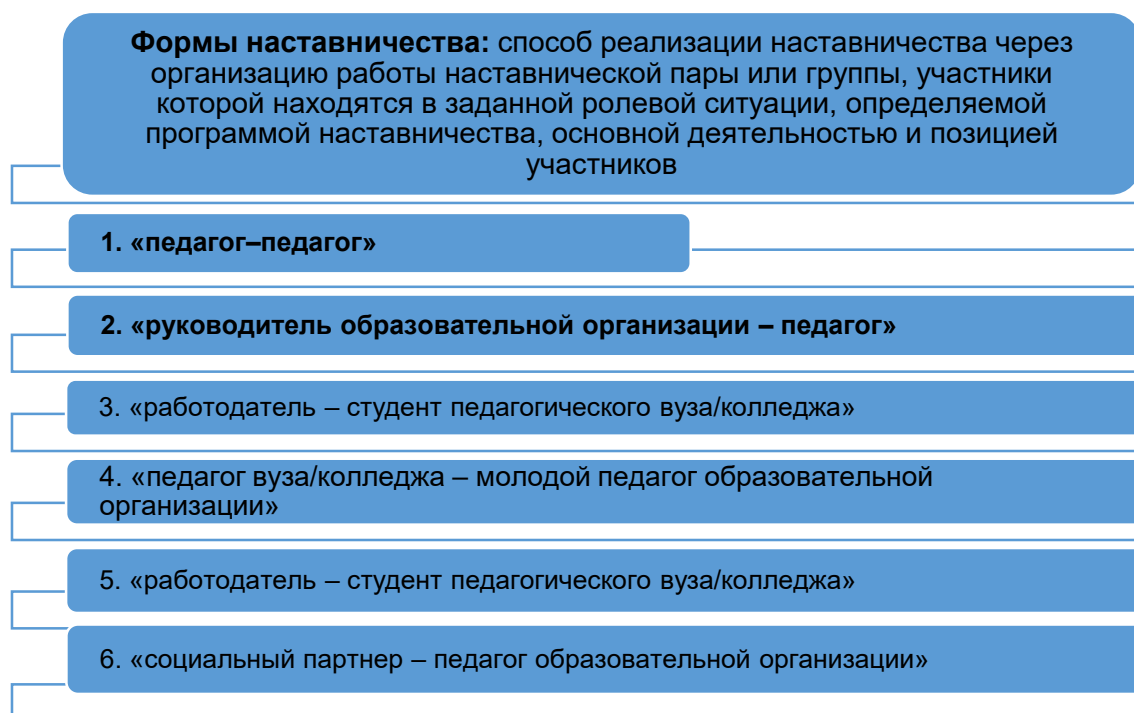 Формы наставничества: способ реализации наставничества через
организацию работы наставнической пары или группы, участники
которой находятся в заданной ролевой ситуации, определяемой
программой наставничества, основной деятельностью и позицией
участников
1. «педагог–педагог»
2. «руководитель образовательной организации – педагог»
3. «работодатель – студент педагогического вуза/колледжа»
4. «педагог вуза/колледжа – молодой педагог образовательной
организации»
5. «работодатель – студент педагогического вуза/колледжа»
6. «социальный партнер – педагог образовательной организации»